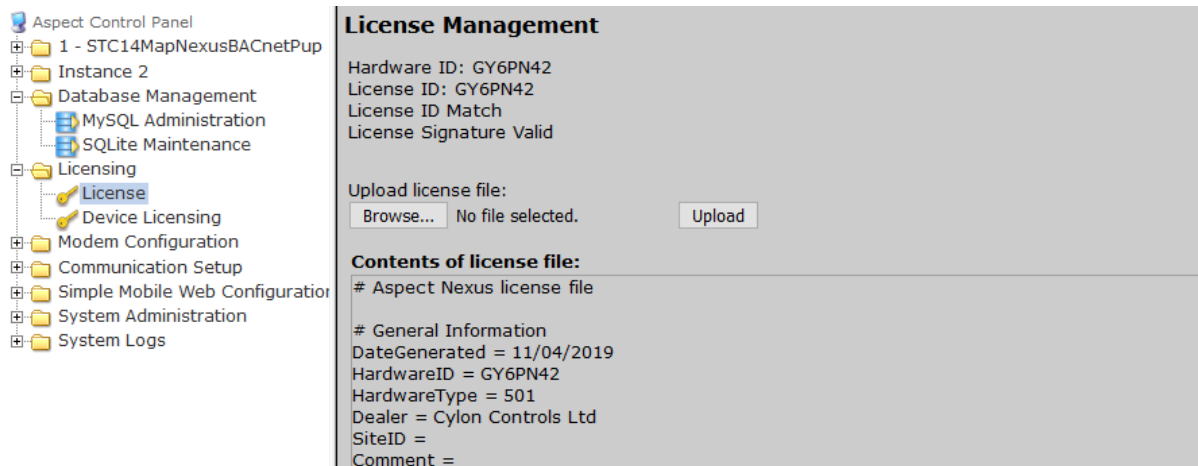 Aspect Control Panel
1 - STC14MapNexusBACnetPup
Instance 2
Database Management
MySQL Administration
SQLite Maintenance
Licensing
License
Device Licensing
Modem Configuration
Communication Setup
Simple Mobile Web Configuration
System Administration
System Logs
License Management
Hardware ID: GY6PN42
License ID: GY6PN42
License ID Match
License Signature Valid
Upload license file:
Browse... No file selected. Upload
Contents of license file:
# Aspect Nexus license file
# General Information
DateGenerated = 11/04/2019
HardwareID = GY6PN42
HardwareType = 501
Dealer = Cylon Controls Ltd
SiteID =
Comment =